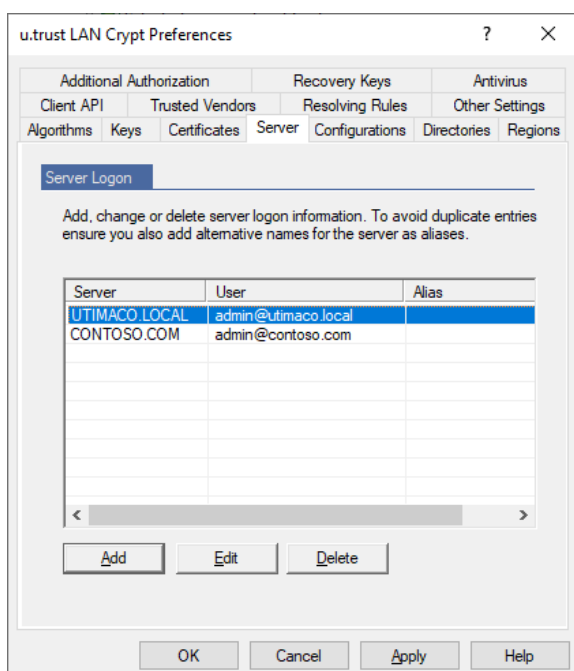 u.trust LAN Crypt Preferences ?
Additional Authorization Recovery Keys Antivirus
Client API Trusted Vendors Resolving Rules Other Settings
Algorithms Keys Certificates Server Configurations Directories Regions
Server Logon
Add, change or delete server logon information. To avoid duplicate entries
ensure you also add alternative names for the server as aliases.
Server User Alias
UTIMACO.LOCAL admin@utimaco.local
CONTOSO.COM admin@contoso.com
Add Edit Delete
OK Cancel Apply Help